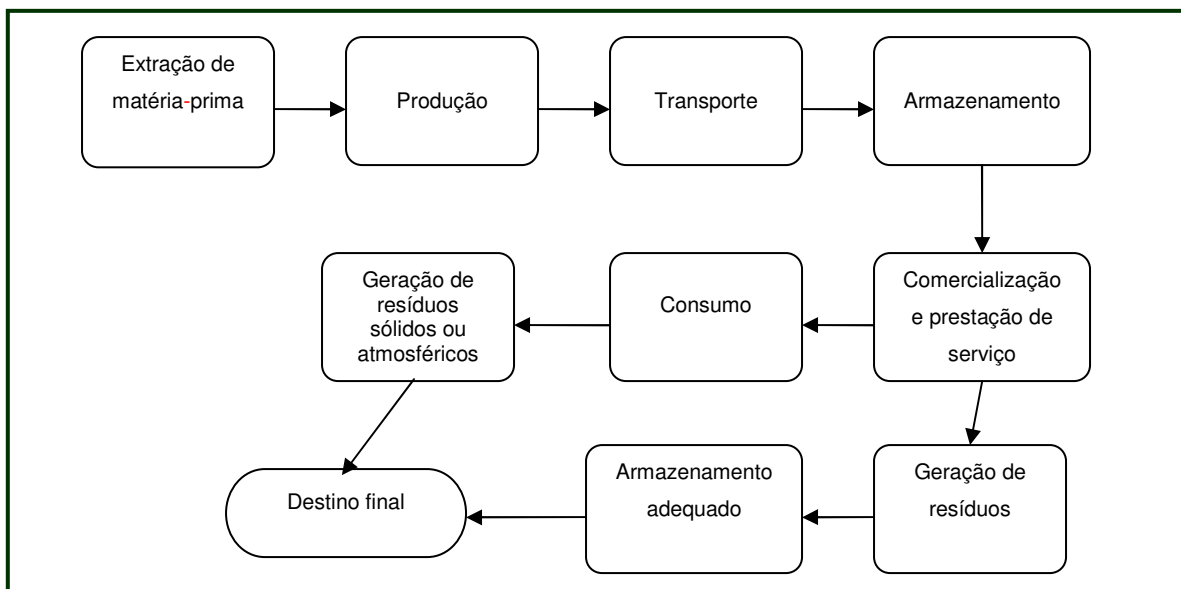 Extração de
matéria-prima
Produção
Transporte
Armazenamento
Geração de
resíduos
sólidos ou
atmosféricos
Consumo
Comercialização
e prestação de
serviço
Destino final
Armazenamento
adequado
Geração de
resíduos